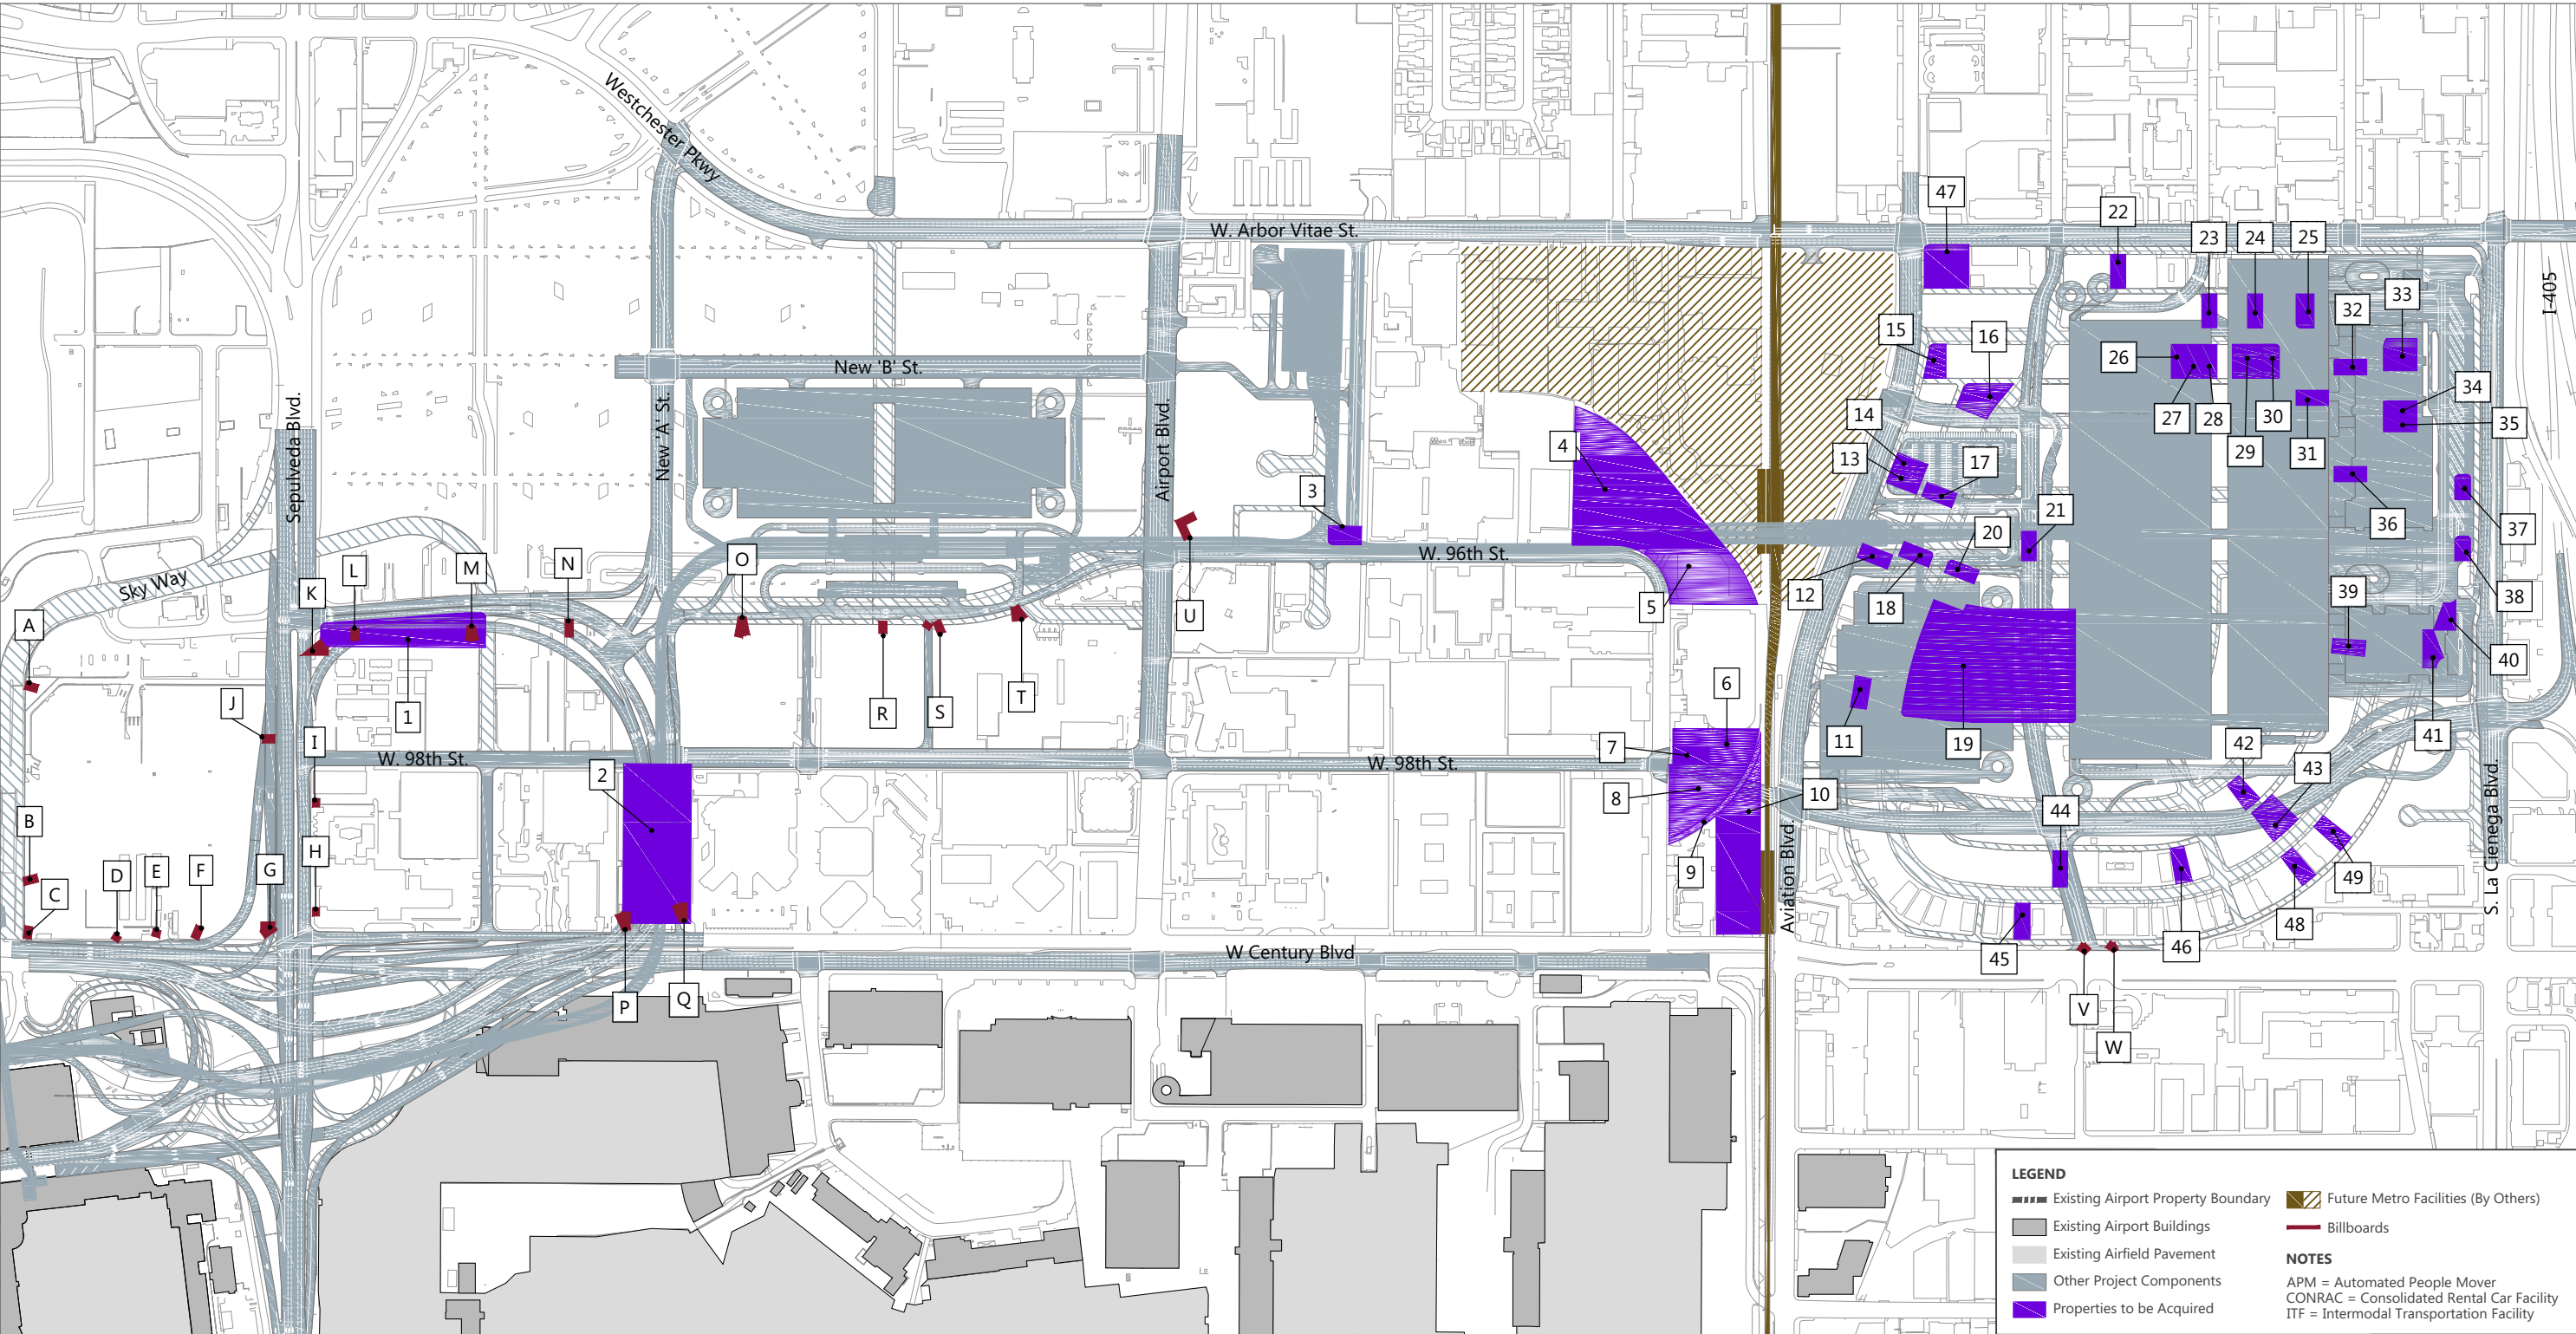 Westchester Pkwy
W. Arbor Vitae St.
47
22
23
24
25
I-405
33
32
15
16
26
New 'B' St.
34
14
27
28
30
35
29
31
4
13
17
Sepulveda Blvd.
New 'A' St.
Airport Blvd.
3
21
36
37
20
W. 96th St.
O
N
M
L
K
Sky Way
A
U
5
12
18
38
39
40
J
1
R
S
T
6
I
W. 98th St.
2
7
W. 98th St.
11
19
42
41
43
8
10
44
B
H
C
D
E
F
G
9
Aviation Blvd.
49
S. La Cienega Blvd.
48
46
45
W Century Blvd
P
Q
V
W
LEGEND
Existing Airport Property Boundary
Existing Airport Buildings
Existing Airfield Pavement
Other Project Components
Properties to be Acquired
Future Metro Facilities (By Others)
Billboards
NOTES
APM = Automated People Mover
CONRAC = Consolidated Rental Car Facility
ITF = Intermodal Transportation Facility